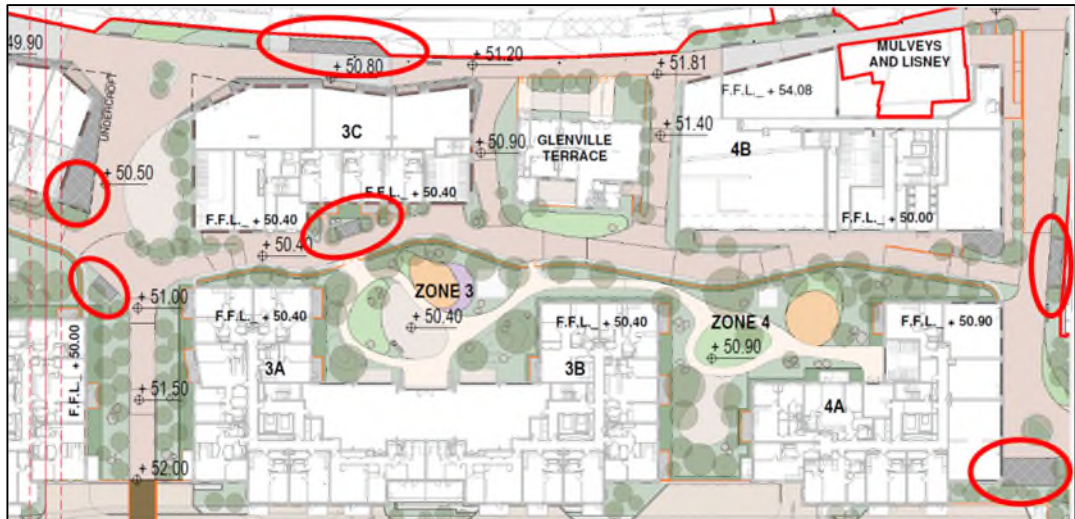 49.90
+ 50.80
+ 51.20
+ 51.81
MULVEYS
AND LISNEY
UNDERCROFT
3C
F.F.L._ + 54.08
+ 50.90
GLENVILLE
TERRACE
+ 51.40
4B
+ 50.50
F.F.L._ + 50.40
F.F.L._ + 50.40
F.F.L._ + 50.00
+ 50.40
ZONE 3
+ 51.00
F.F.L._ + 50.40
+ 50.40
F.F.L._ + 50.40
ZONE 4
F.F.L._ + 50.90
F.F.L._ + 50.00
3A
3B
+ 50.90
+ 51.50
4A
+ 52.00